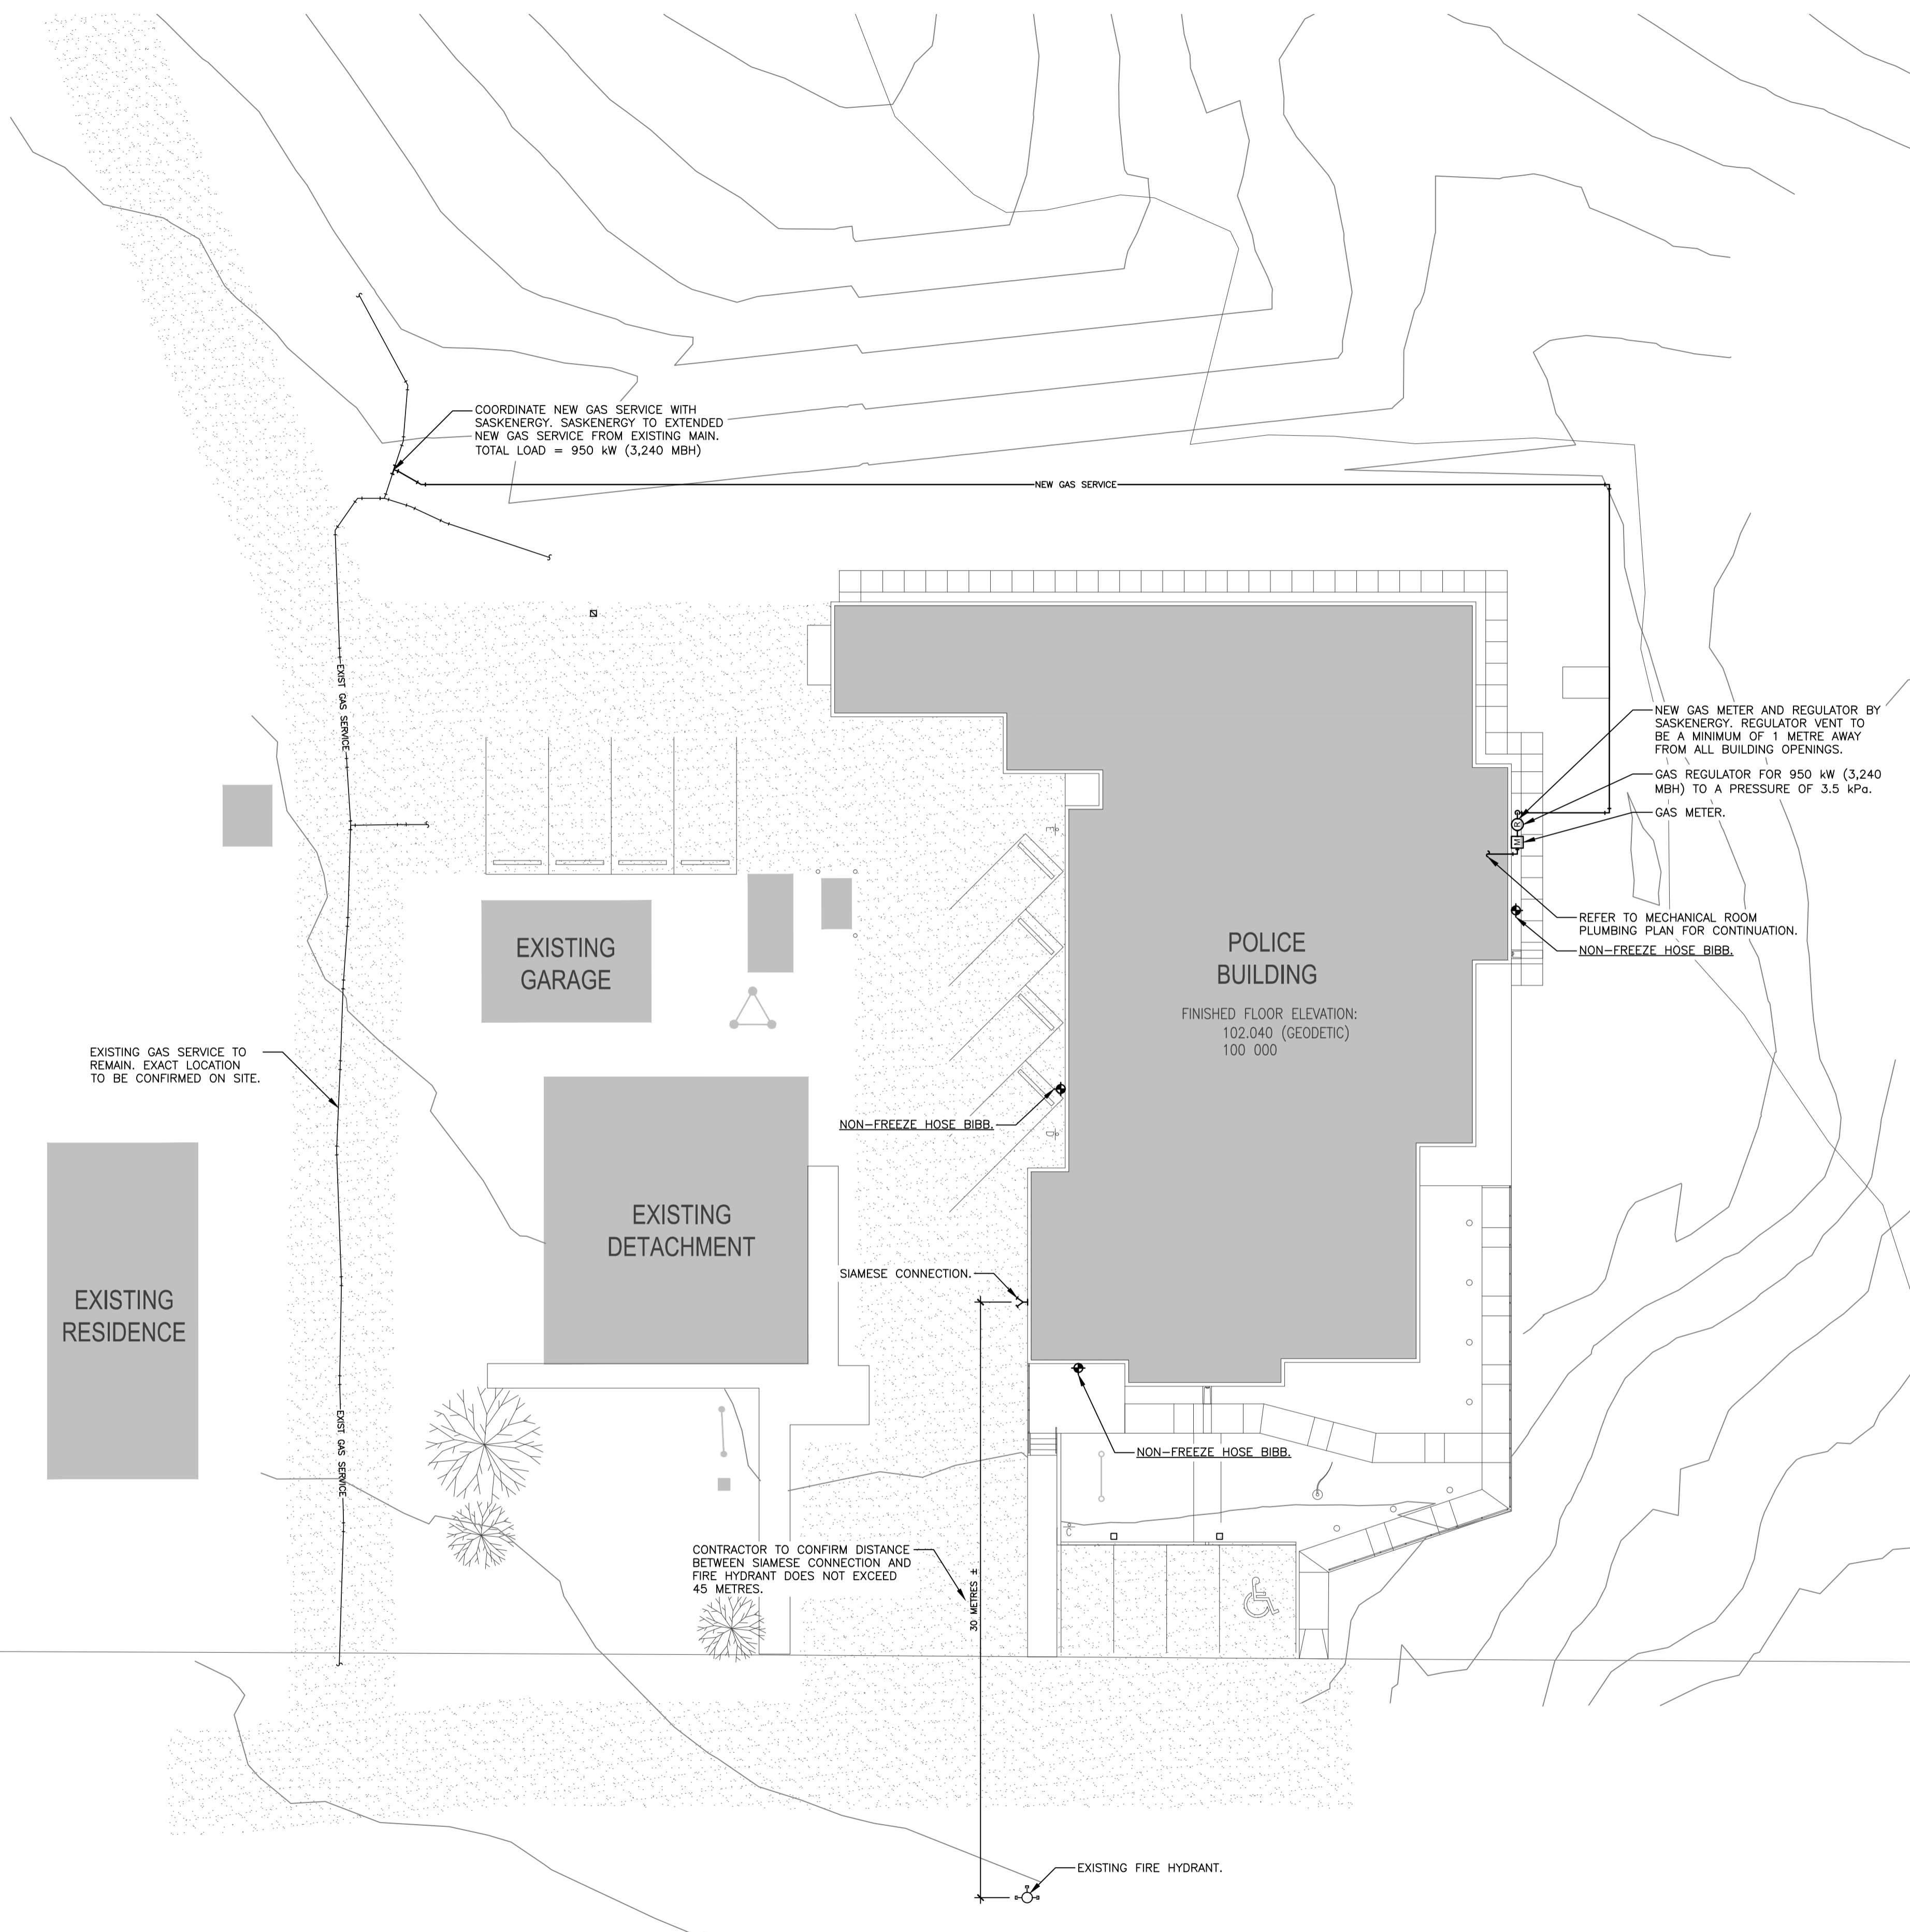 COORDINATE NEW GAS SERVICE WITH
SASKENERGY. SASKENERGY TO EXTENDED
NEW GAS SERVICE FROM EXISTING MAIN.
TOTAL LOAD = 950 kW (3,240 MBH)
NEW GAS SERVICE
EXIST GAS SERVICE
NEW GAS METER AND REGULATOR BY
SASKENERGY. REGULATOR VENT TO
BE A MINIMUM OF 1 METRE AWAY
FROM ALL BUILDING OPENINGS.
GAS REGULATOR FOR 950 kW (3,240
MBH) TO A PRESSURE OF 3.5 kPa.
GAS METER.
R
M
REFER TO MECHANICAL ROOM
PLUMBING PLAN FOR CONTINUATION.
NON-FREEZE HOSE BIBB.
EXISTING
GARAGE
POLICE
BUILDING
FINISHED FLOOR ELEVATION:
102.040 (GEODETIC)
100 000
EXISTING GAS SERVICE TO
REMAIN. EXACT LOCATION
TO BE CONFIRMED ON SITE.
NON-FREEZE HOSE BIBB.
EXISTING
DETACHMENT
SIAMESE CONNECTION.
EXISTING
RESIDENCE
EXIST GAS SERVICE
NON-FREEZE HOSE BIBB.
CONTRACTOR TO CONFIRM DISTANCE
BETWEEN SIAMESE CONNECTION AND
FIRE HYDRANT DOES NOT EXCEED
45 METRES.
30 METRES ±
EXISTING FIRE HYDRANT.